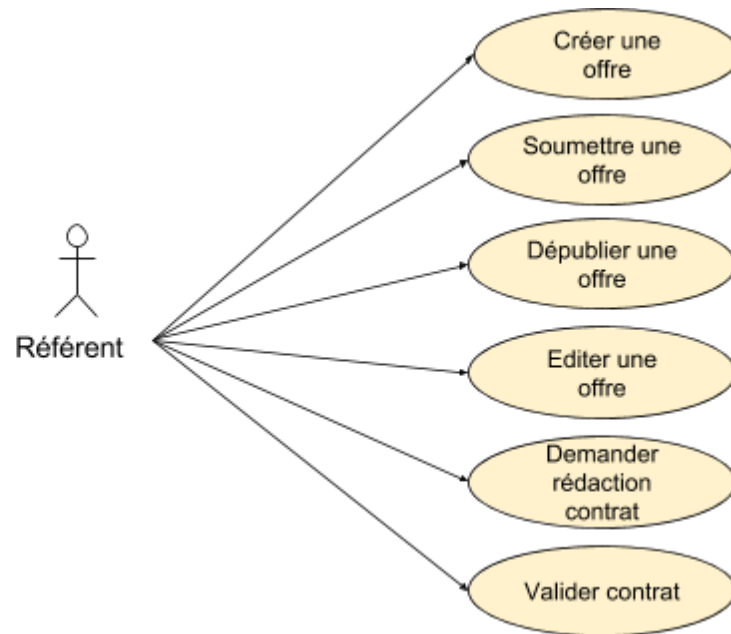 Créer une
offre
Soumettre une
offre
Dépublier une
offre
Référent
Editer une
offre
Demander
rédaction
contrat
Valider contrat